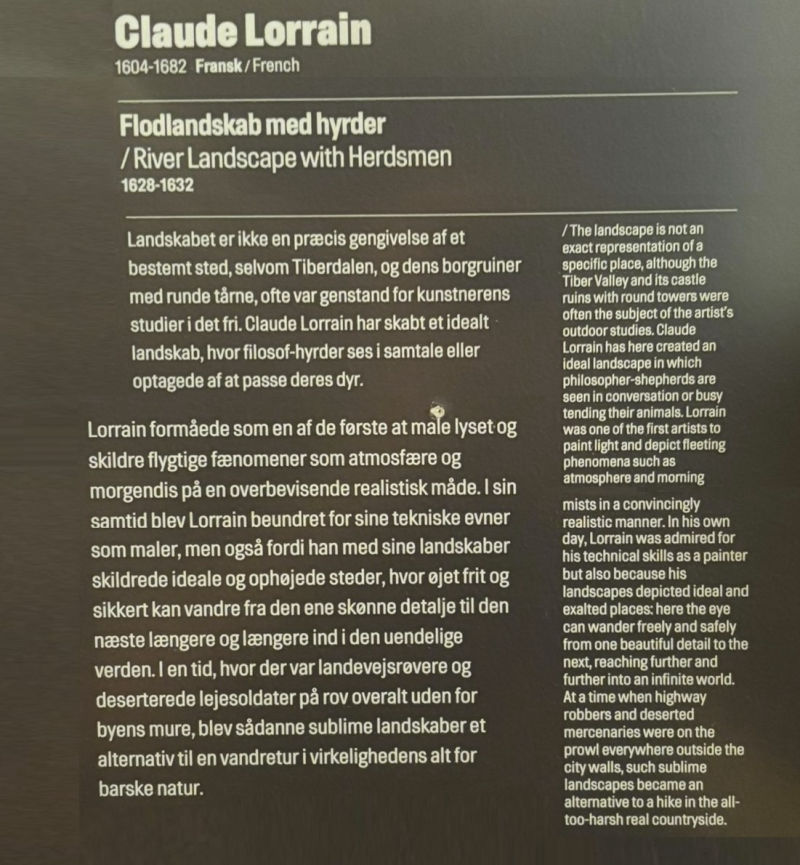 Claude Lorrain
1604-1682 Fransk / French
Flodlandskab med hyrder
/ River Landscape with Herdsmen
1628-1632
Landskabet er ikke en præcis gengivelse af et
bestemt sted, selvom Tiberdalen, og dens borgruiner
med runde tårne, ofte var genstand for kunstnerens
studier i det fri. Claude Lorrain har skabt et idealt
landskab, hvor filosof-hyrder ses i samtale eller
optagede af at passe deres dyr.
Lorrain formåede som en af de første at male lyset og
skildre flygtige fænomener som atmosfære og
morgendis på en overbevisende realistisk måde. I sin
samtid blev Lorrain beundret for sine tekniske evner
som maler, men også fordi han med sine landskaber
skildrede ideale og ophøjede steder, hvor øjet frit og
sikkert kan vandre fra den ene skønne detalje til den
næste længere og længere ind i den uendelige
verden. I en tid, hvor der var landevejsrøvere og
deserterede lejesoldater på rov overalt uden for
byens mure, blev sådanne sublime landskaber et
alternativ til en vandretur i virkelighedens alt for
barske natur.
/ The landscape is not an
exact representation of a
specific place, although the
Tiber Valley and its castle
ruins with round towers were
often the subject of the artist's
outdoor studies. Claude
Lorrain has here created an
ideal landscape in which
philosopher-shepherds are
seen in conversation or busy
tending their animals. Lorrain
was one of the first artists to
paint light and depict fleeting
phenomena such as
atmosphere and morning
mists in a convincingly
realistic manner. In his own
day, Lorrain was admired for
his technical skills as a painter
but also because his
landscapes depicted ideal and
exalted places: here the eye
can wander freely and safely
from one beautiful detail to the
next, reaching further and
further into an infinite world.
At a time when highway
robbers and deserted
mercenaries were on the
prowl everywhere outside the
city walls, such sublime
landscapes became an
alternative to a hike in the all-
too-harsh real countryside.